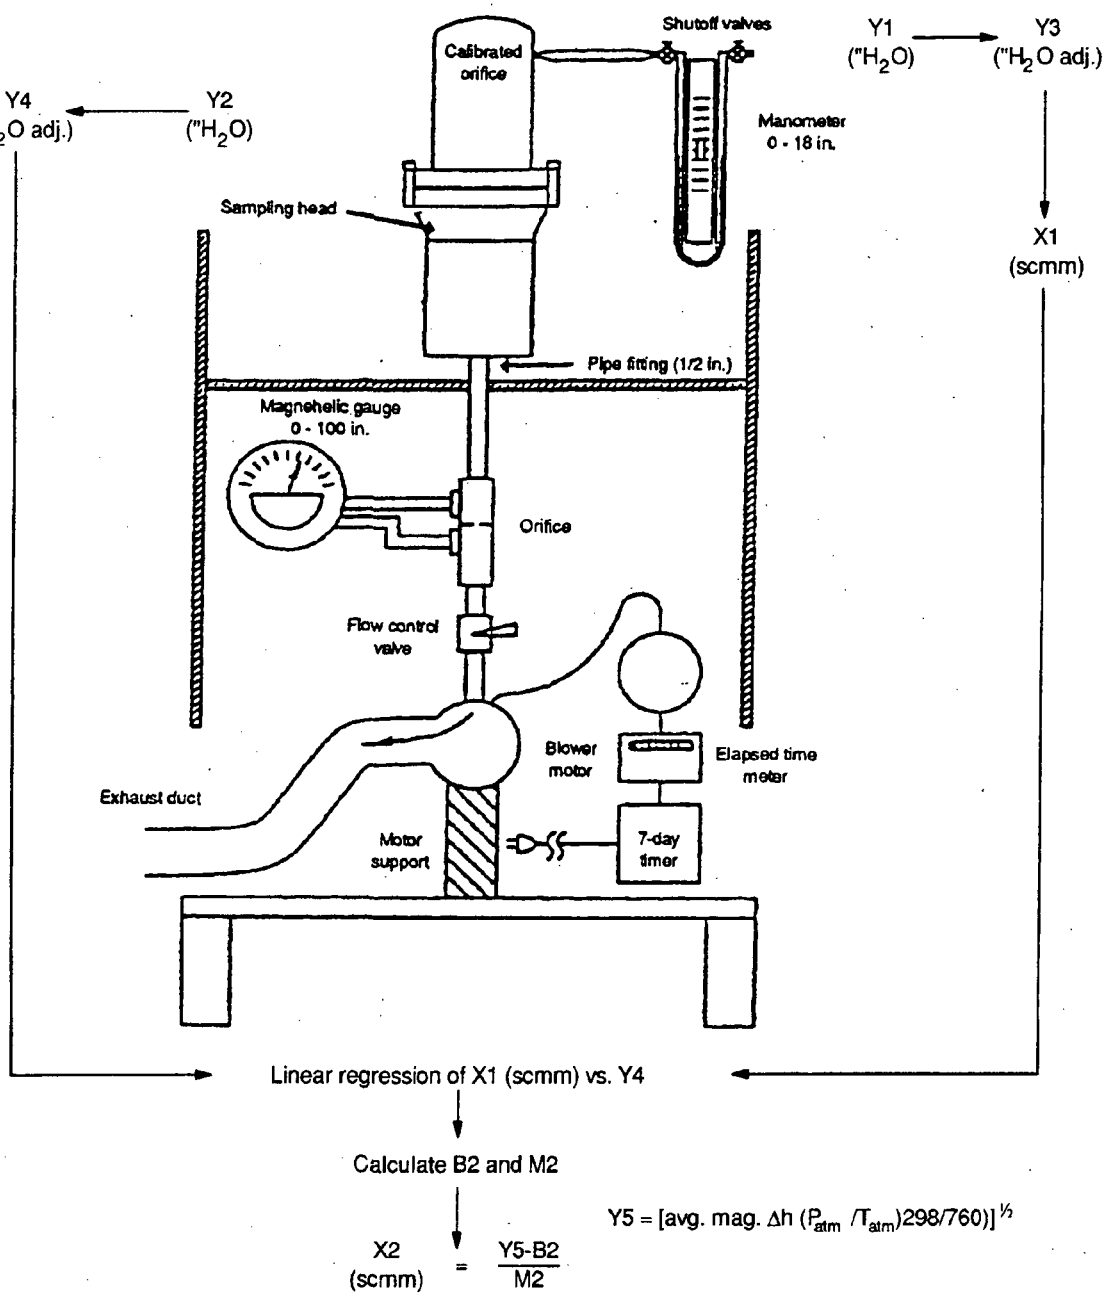 Shutoff valves
Calibrated
orifice
Y1
("H₂O)
Y3
("H₂O adj.)
Y4
₂O adj.)
Y2
("H₂O)
Manometer
0 - 18 in.
Sampling head
X1
(scmm)
Pipe fitting (1/2 in.)
Magnehelic gauge
0 - 100 in.
Orifice
Flow control
valve
Blower
motor
Elapsed time
meter
Exhaust duct
Motor
support
7-day
timer
Linear regression of X1 (scmm) vs. Y4
Calculate B2 and M2
Y5 = [avg. mag. Δh (Pₐₜₘ /Tₐₜₘ)298/760)]^½
X2
(scmm)
= Y5-B2
M2